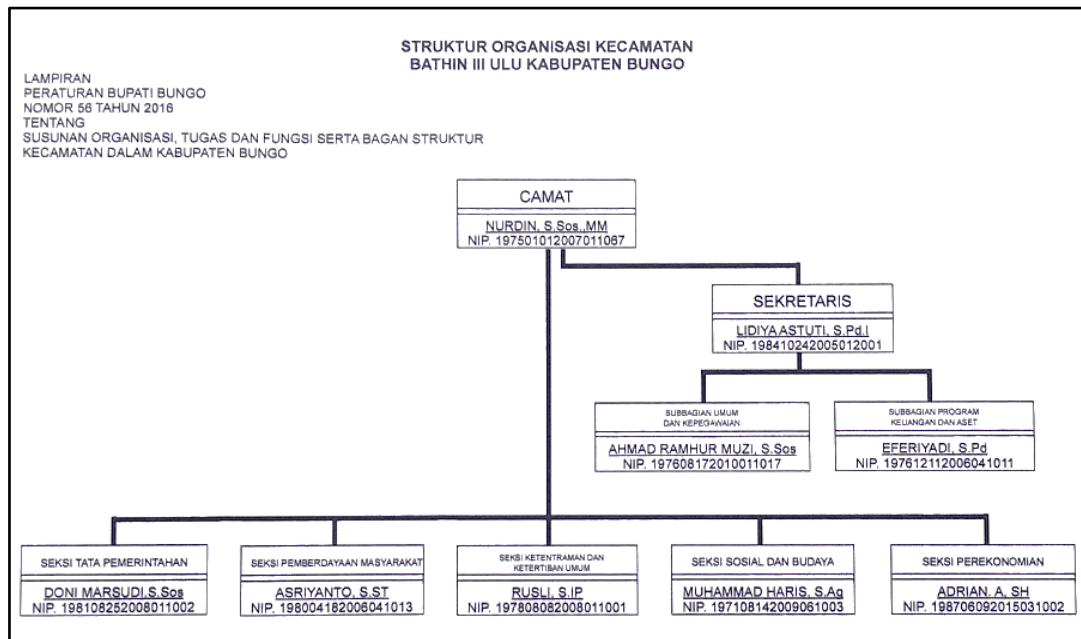 STRUKTUR ORGANISASI KECAMATAN
BATHIN III ULU KABUPATEN BUNGO
LAMPIRAN
PERATURAN BUPATI BUNGO
NOMOR 56 TAHUN 2016
TENTANG
SUSUNAN ORGANISASI, TUGAS DAN FUNGSI SERTA BAGAN STRUKTUR
KECAMATAN DALAM KABUPATEN BUNGO
CAMAT
NURDIN, S.Sos.,MM
NIP. 197501012007011067
SEKRETARIS
LIDIYA ASTUTI, S.Pd.I
NIP. 198410242005012001
SUBBAGIAN UMUM
DAN KEPEGAWAIAN
AHMAD RAMHUR MUZI, S.Sos
NIP. 197608172010011017
SUBBAGIAN PROGRAM
KEUANGAN DAN ASET
EFERIYADI, S.Pd
NIP. 197612112006041011
SEKSI TATA PEMERINTAHAN
DONI MARSUDI,S.Sos
NIP. 198108252008011002
SEKSI PEMBERDAYAAN MASYARAKAT
ASRIYANTO, S.ST
NIP. 198004182006041013
SEKSI KETENTRAMAN DAN
KETERTIBAN UMUM
RUSLI, S.IP
NIP. 197808082008011001
SEKSI SOSIAL DAN BUDAYA
MUHAMMAD HARIS, S.Ag
NIP. 197108142009061003
SEKSI PEREKONOMIAN
ADRIAN. A, SH
NIP. 198706092015031002